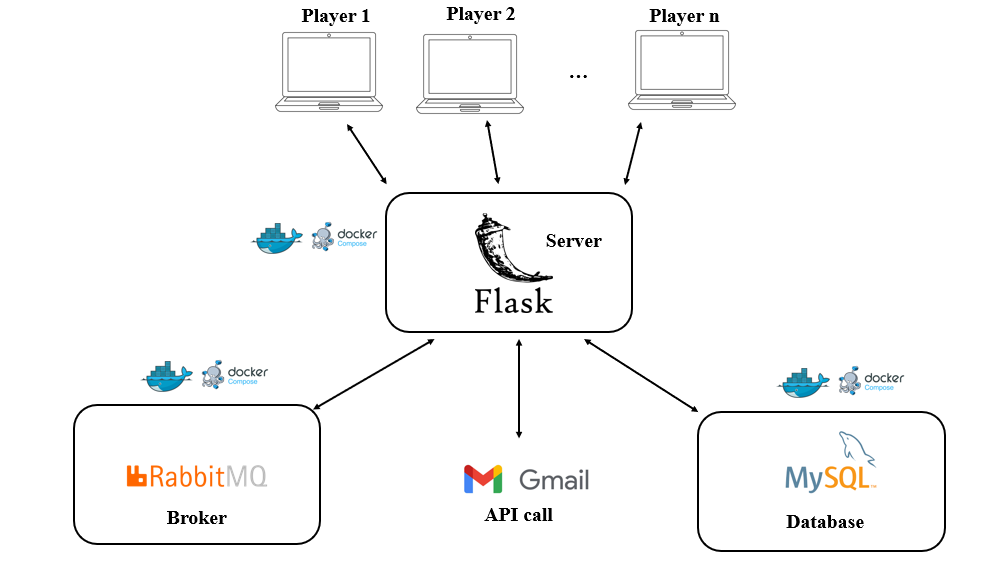 Player 1
Player 2
Player n
...
docker
Compose
Server
Flask
docker
Compose
docker
Compose
RabbitMQ
Broker
Gmail
API call
MySQL
Database